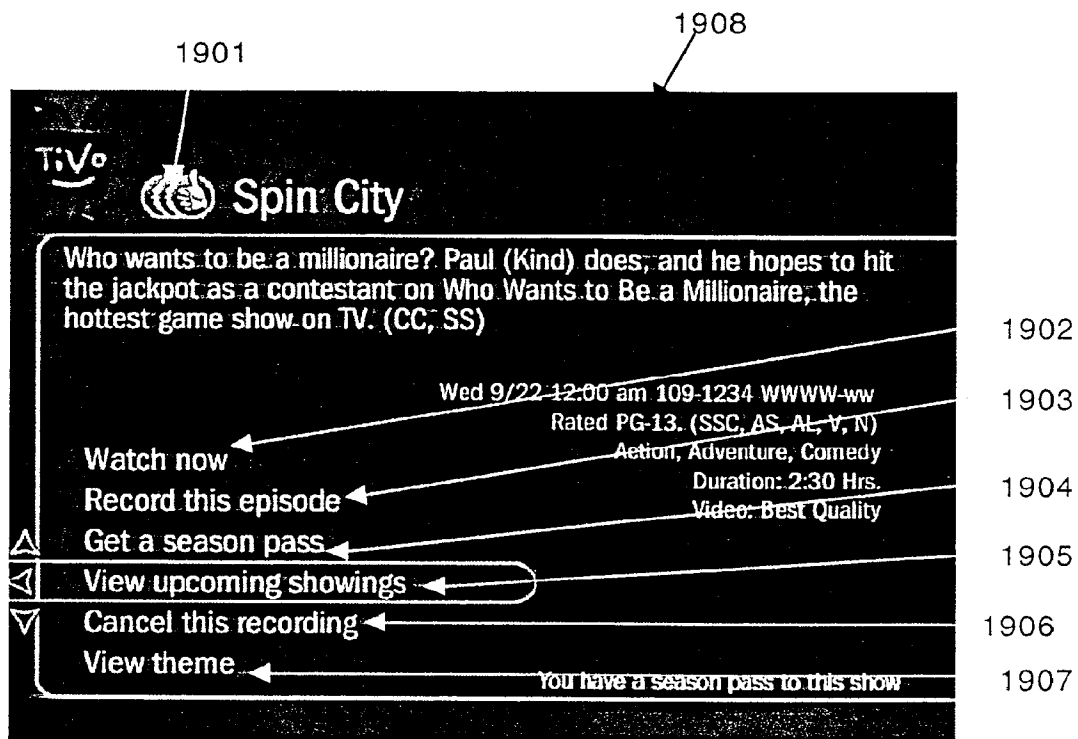 1908
1901
TiVo
Spin City
Who wants to be a millionaire? Paul (Kind) does, and he hopes to hit
the jackpot as a contestant on Who Wants to Be a Millionaire, the
hottest game show on TV. (CC, SS)
1902
Wed 9/22 12:00 am 109-1234 WWWW-ww
1903
Rated PG-13. (SSC, AS, AL, V, N)
Action, Adventure, Comedy
Watch now
Duration: 2:30 Hrs.
Record this episode
1904
Video: Best Quality
Get a season pass
1905
View upcoming showings
Cancel this recording
1906
View theme
You have a season pass to this show
1907